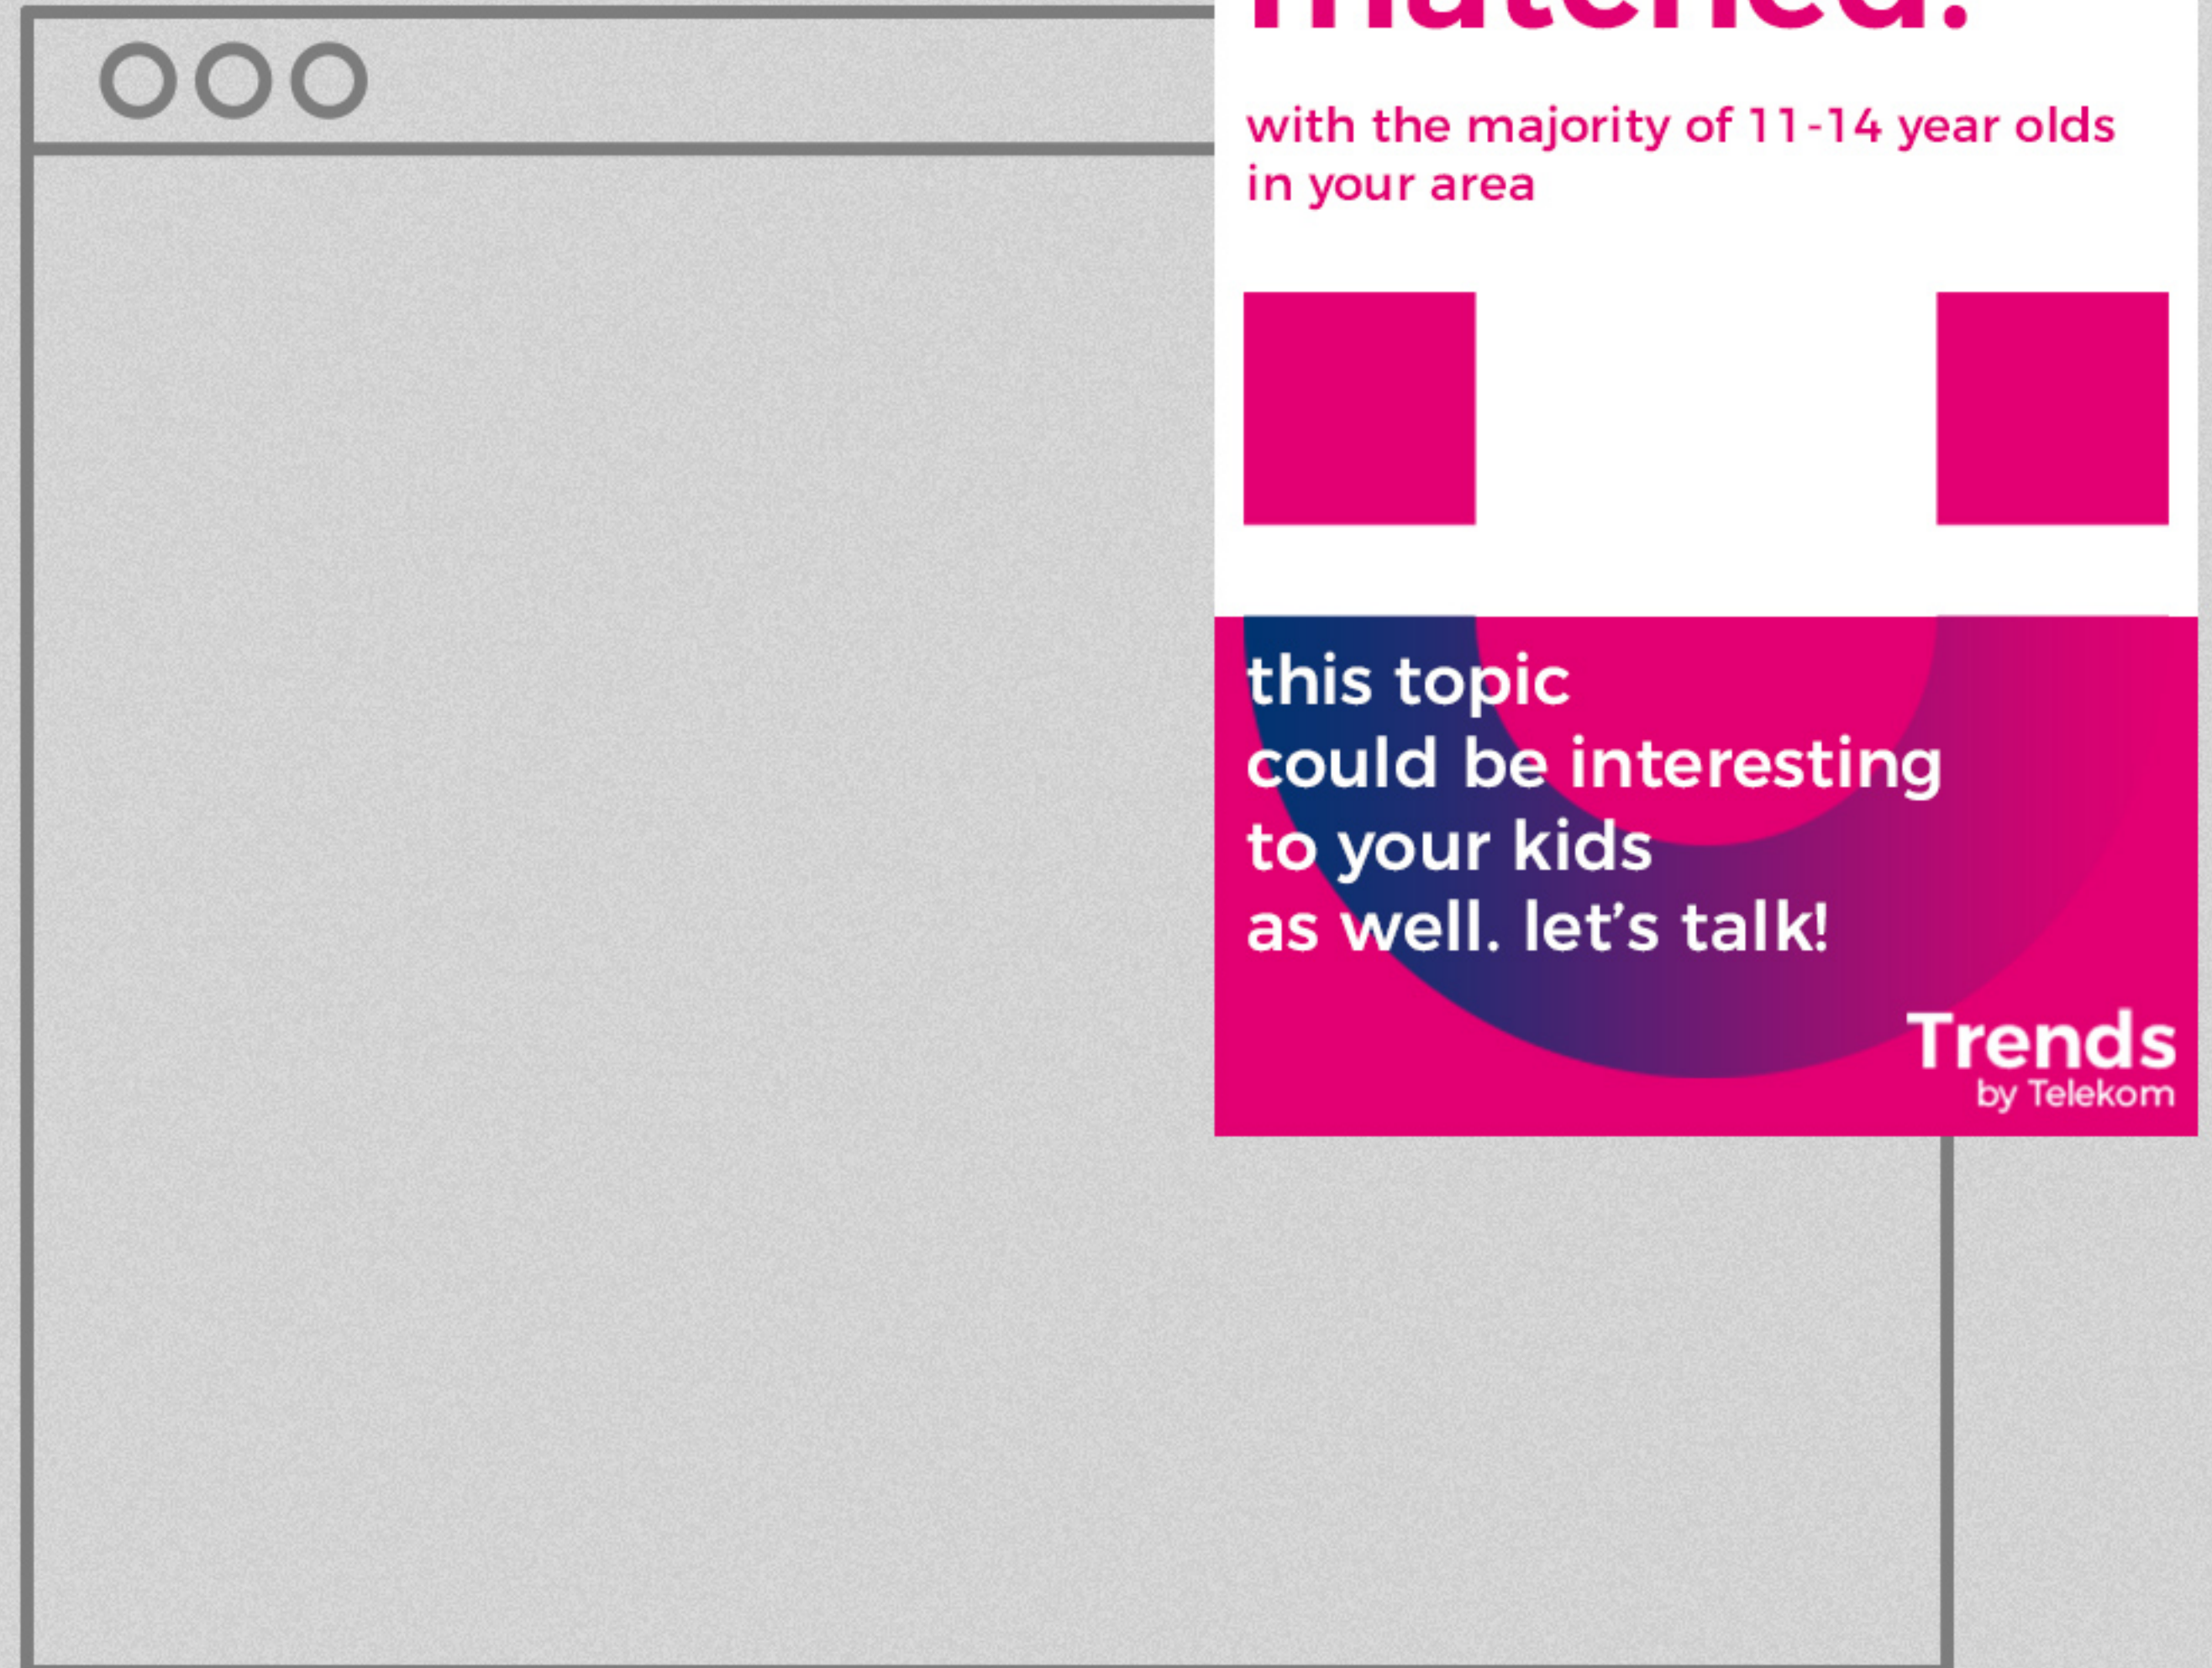 matched!
with the majority of 11-14 year olds
in your area
this topic
could be interesting
to your kids
as well. let’s talk!
Trends
by Telekom